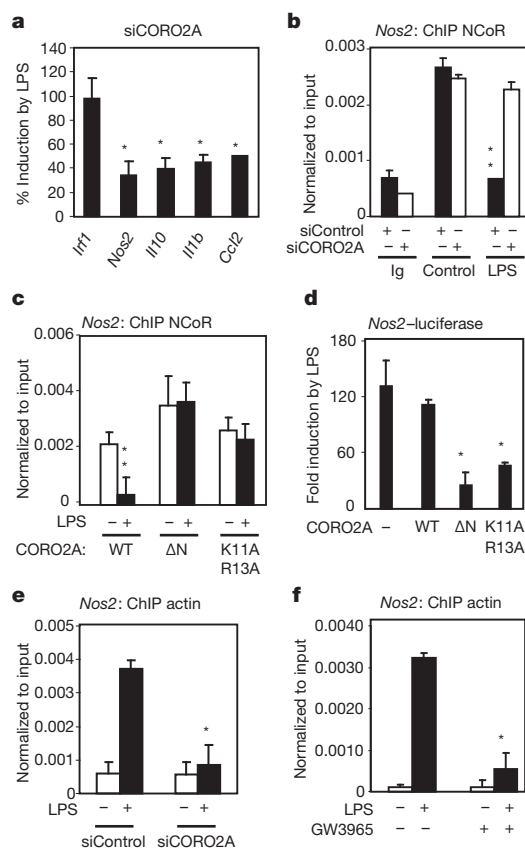 a
siCORO2A
% Induction by LPS
140
120
100
80
60
40
20
0
* * * *
Irf1 Nos2 Il10 Il1b Ccl2
b
Nos2: ChIP NCoR
Normalized to input
0.003
0.002
0.001
0
*
*
siControl + + +
siCORO2A + + +
Ig Control LPS
c
Nos2: ChIP NCoR
Normalized to input
0.006
0.004
0.002
0
*
*
LPS – + – + – +
CORO2A: WT ΔN K11A
R13A
d
Nos2–luciferase
Fold induction by LPS
180
120
60
0
* *
CORO2A – WT ΔN K11A
R13A
e
Nos2: ChIP actin
Normalized to input
0.005
0.004
0.003
0.002
0.001
0
*
LPS – + – +
siControl siCORO2A
f
Nos2: ChIP actin
Normalized to input
0.0040
0.0030
0.0020
0.0010
0
*
LPS – + – +
GW3965 – – + +